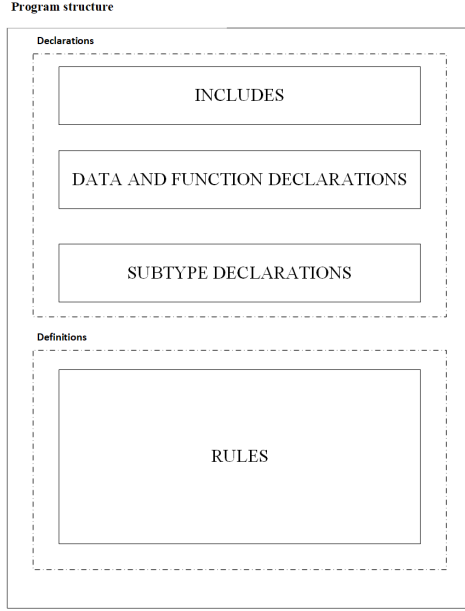 Program structure
Declarations
INCLUDES
DATA AND FUNCTION DECLARATIONS
SUBTYPE DECLARATIONS
Definitions
RULES